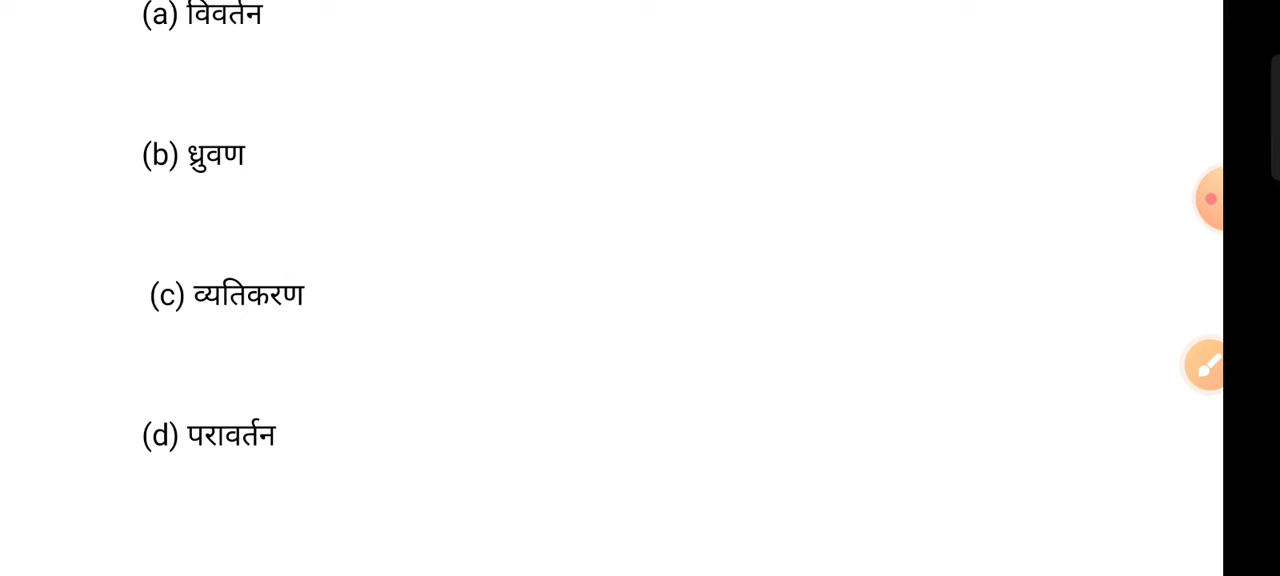 (a) विवर्तन
(b) ध्रुवण
(c) व्यतिकरण
(d) परावर्तन